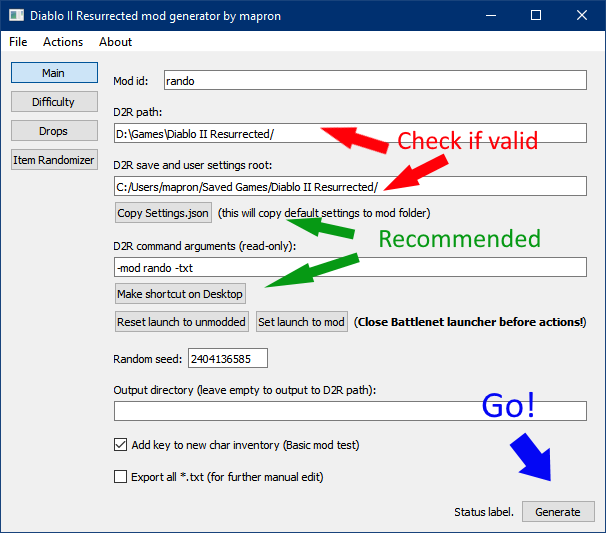 Diablo II Resurrected mod generator by mapron
File Actions About
Main
Difficulty
Drops
Item Randomizer
Mod id: rando
D2R path:
D:\Games\Diablo II Resurrected/
Check if valid
D2R save and user settings root:
C:/Users/mapron/Saved Games/Diablo II Resurrected/
Copy Settings.json (this will copy default settings to mod folder)
Recommended
D2R command arguments (read-only):
-mod rando -txt
Make shortcut on Desktop
Reset launch to unmodded Set launch to mod (Close Battlenet launcher before actions!)
Random seed: 2404136585
Output directory (leave empty to output to D2R path):
Go!
Add key to new char inventory (Basic mod test)
Export all *.txt (for further manual edit)
Status label. Generate